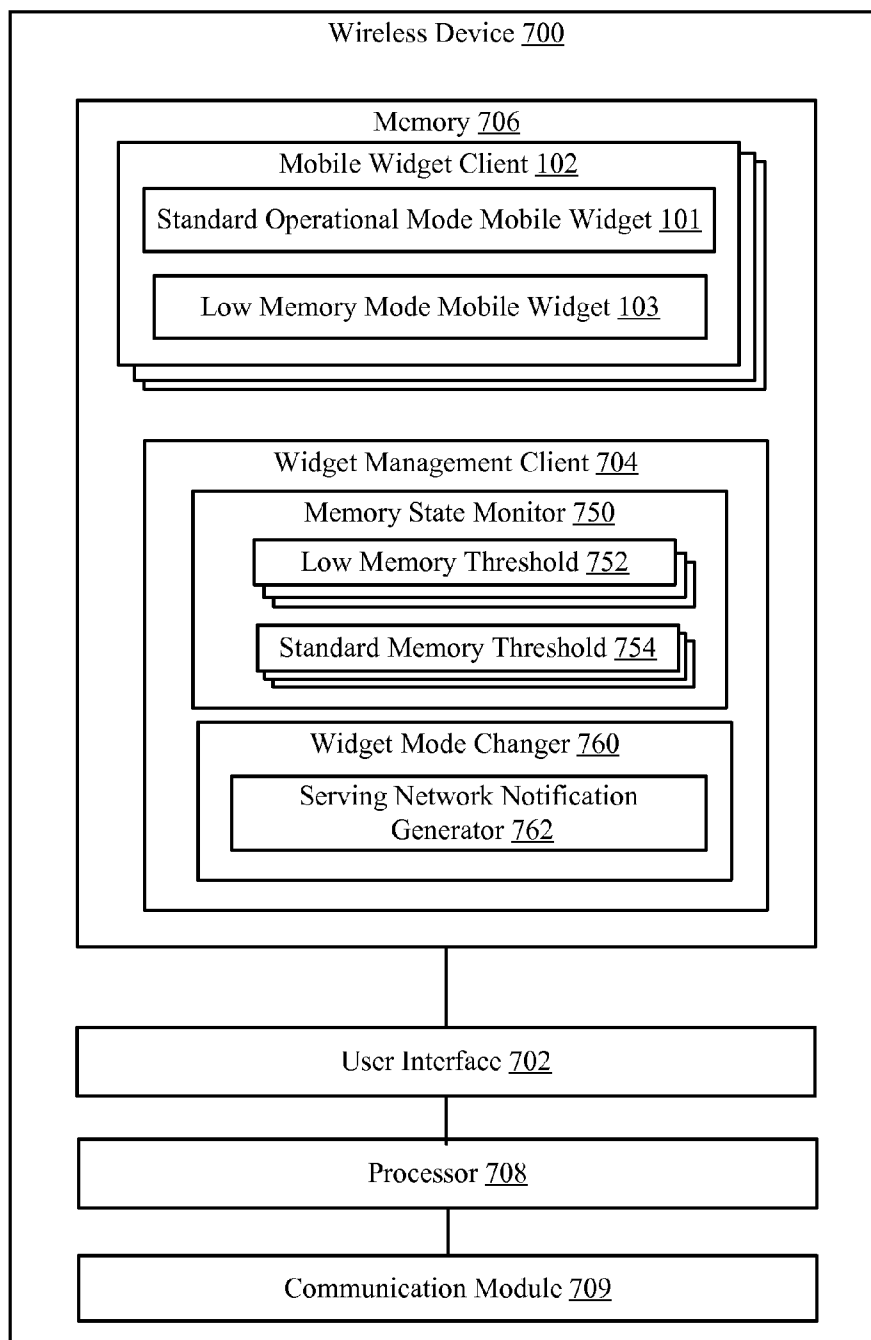 Wireless Device 700
Memory 706
Mobile Widget Client 102
Standard Operational Mode Mobile Widget 101
Low Memory Mode Mobile Widget 103
Widget Management Client 704
Memory State Monitor 750
Low Memory Threshold 752
Standard Memory Threshold 754
Widget Mode Changer 760
Serving Network Notification
Generator 762
User Interface 702
Processor 708
Communication Module 709